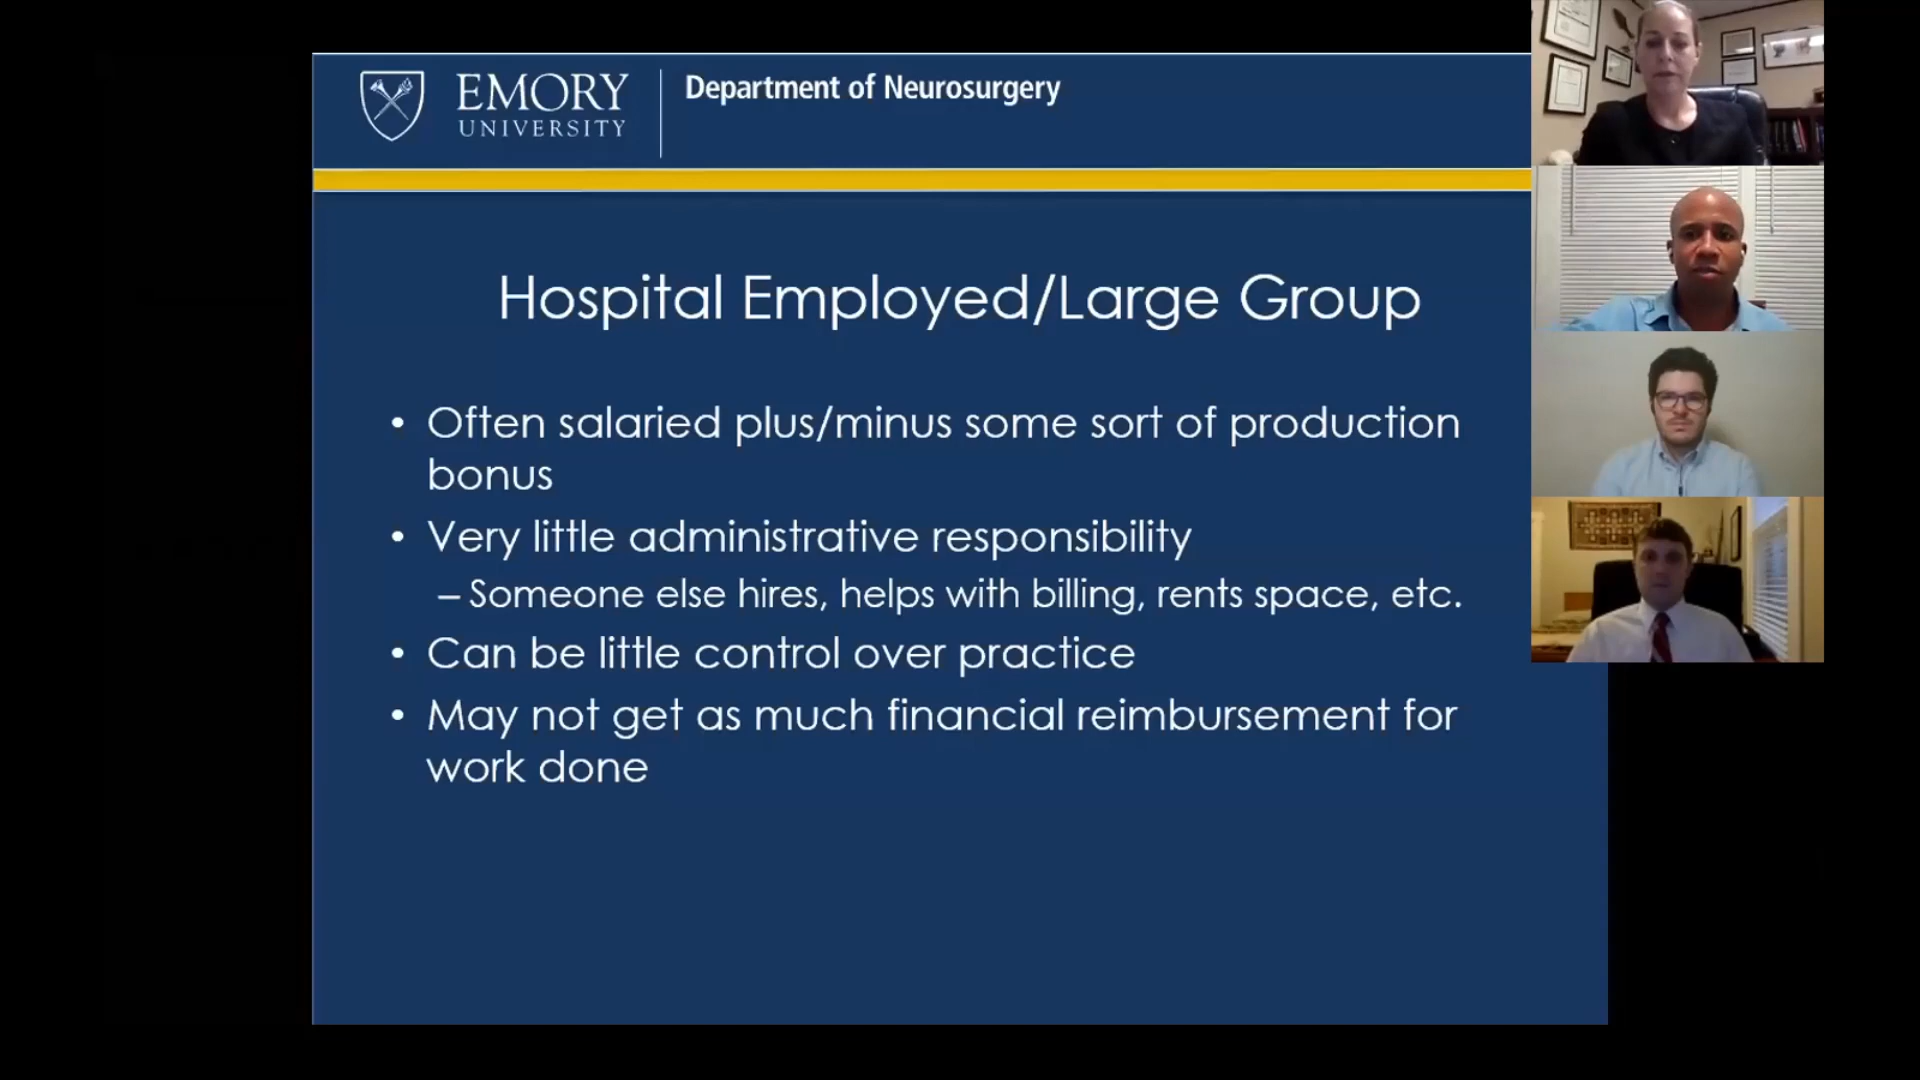 EMORY
UNIVERSITY
Department of Neurosurgery
Hospital Employed/Large Group
• Often salaried plus/minus some sort of production
bonus
• Very little administrative responsibility
– Someone else hires, helps with billing, rents space, etc.
• Can be little control over practice
• May not get as much financial reimbursement for
work done